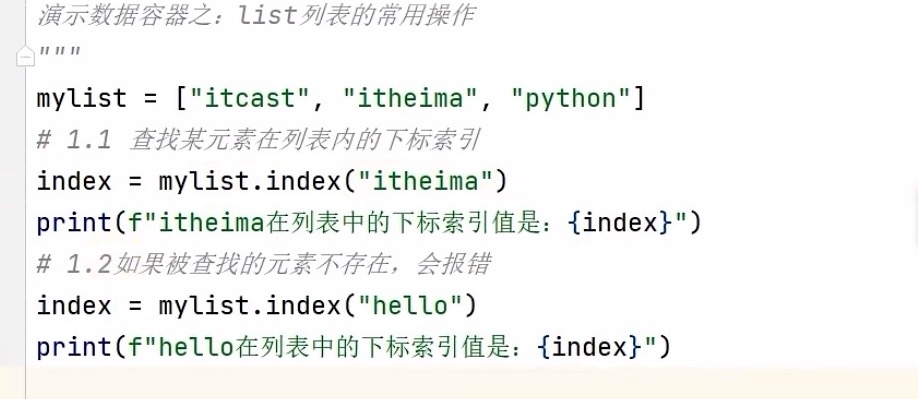 演示数据容器之：list列表的常用操作
"""
mylist = ["itcast", "itheima", "python"]
# 1.1 查找某元素在列表内的下标索引
index = mylist.index("itheima")
print(f"itheima在列表中的下标索引值是：{index}")
# 1.2如果被查找的元素不存在，会报错
index = mylist.index("hello")
print(f"hello在列表中的下标索引值是：{index}")